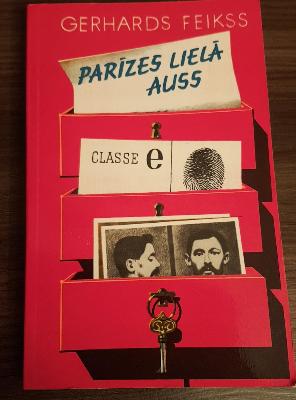 GERHARDS FEIKSS
PARĪZES LIELĀ
AUSS
CLASSE e